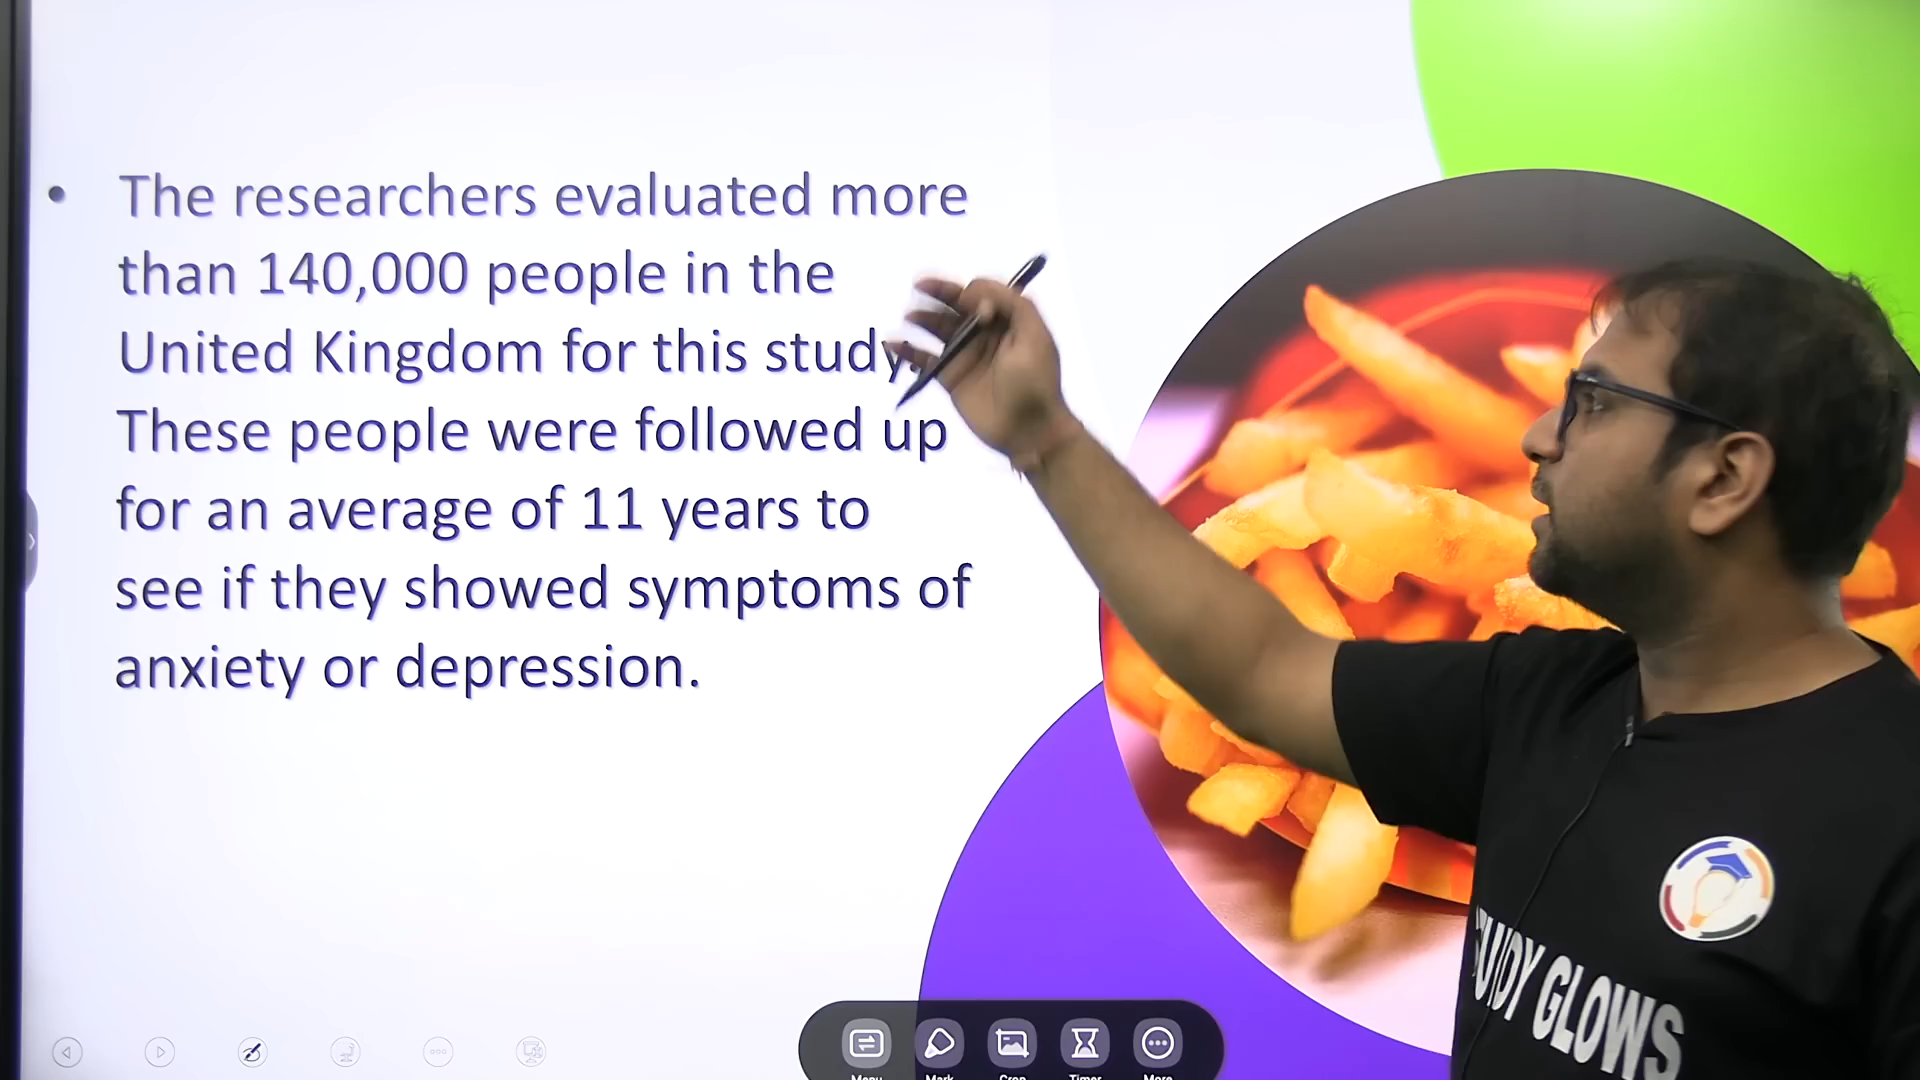 • The researchers evaluated more
than 140,000 people in the
United Kingdom for this study.
These people were followed up
for an average of 11 years to
see if they showed symptoms of
anxiety or depression.
STUDY GLOWS
Menu Mark Crop Timer More